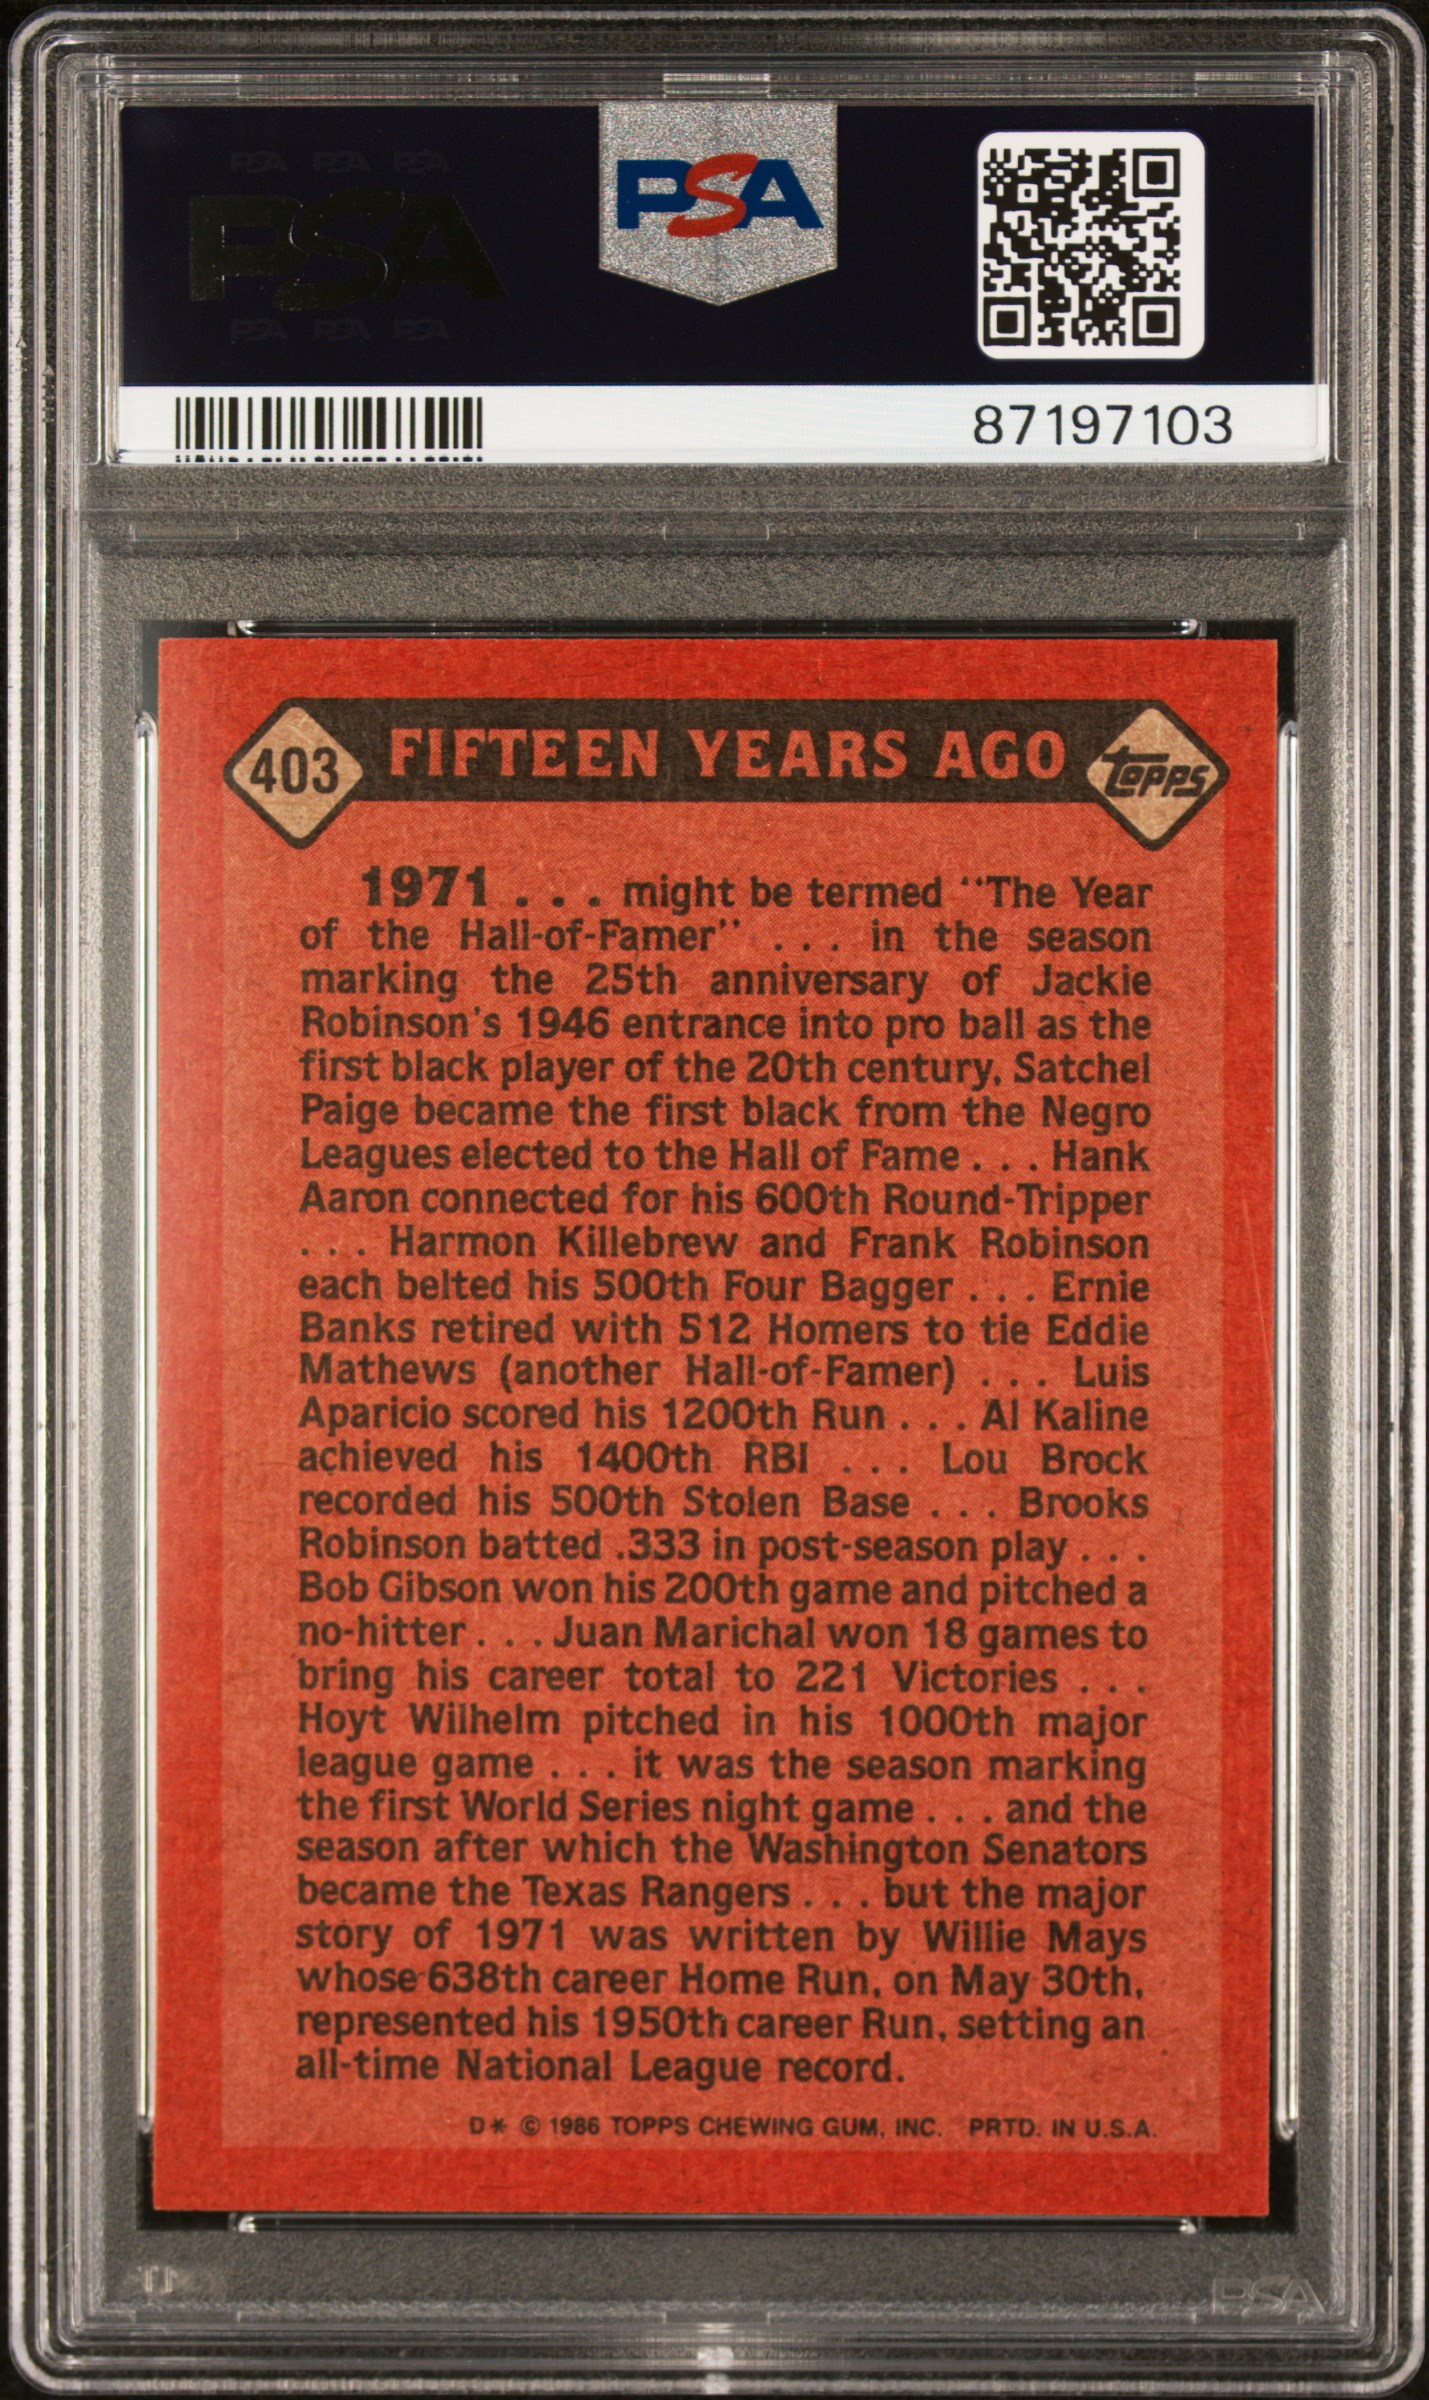 PSA PSA PSA
PSA
PSA PSA PSA
PSA
87197103
403 FIFTEEN YEARS AGO topps
1971 . . . might be termed “The Year
of the Hall-of-Famer” . . . in the season
marking the 25th anniversary of Jackie
Robinson's 1946 entrance into pro ball as the
first black player of the 20th century, Satchel
Paige became the first black from the Negro
Leagues elected to the Hall of Fame . . . Hank
Aaron connected for his 600th Round-Tripper
. . . Harmon Killebrew and Frank Robinson
each belted his 500th Four Bagger . . . Ernie
Banks retired with 512 Homers to tie Eddie
Mathews (another Hall-of-Famer) . . . Luis
Aparicio scored his 1200th Run . . . Al Kaline
achieved his 1400th RBI . . . Lou Brock
recorded his 500th Stolen Base . . . Brooks
Robinson batted .333 in post-season play . . .
Bob Gibson won his 200th game and pitched a
no-hitter . . . Juan Marichal won 18 games to
bring his career total to 221 Victories . . .
Hoyt Wilhelm pitched in his 1000th major
league game . . . it was the season marking
the first World Series night game . . . and the
season after which the Washington Senators
became the Texas Rangers . . . but the major
story of 1971 was written by Willie Mays
whose 638th career Home Run, on May 30th,
represented his 1950th career Run, setting an
all-time National League record.
D* © 1986 TOPPS CHEWING GUM, INC. PRTD. IN U.S.A.
PSA